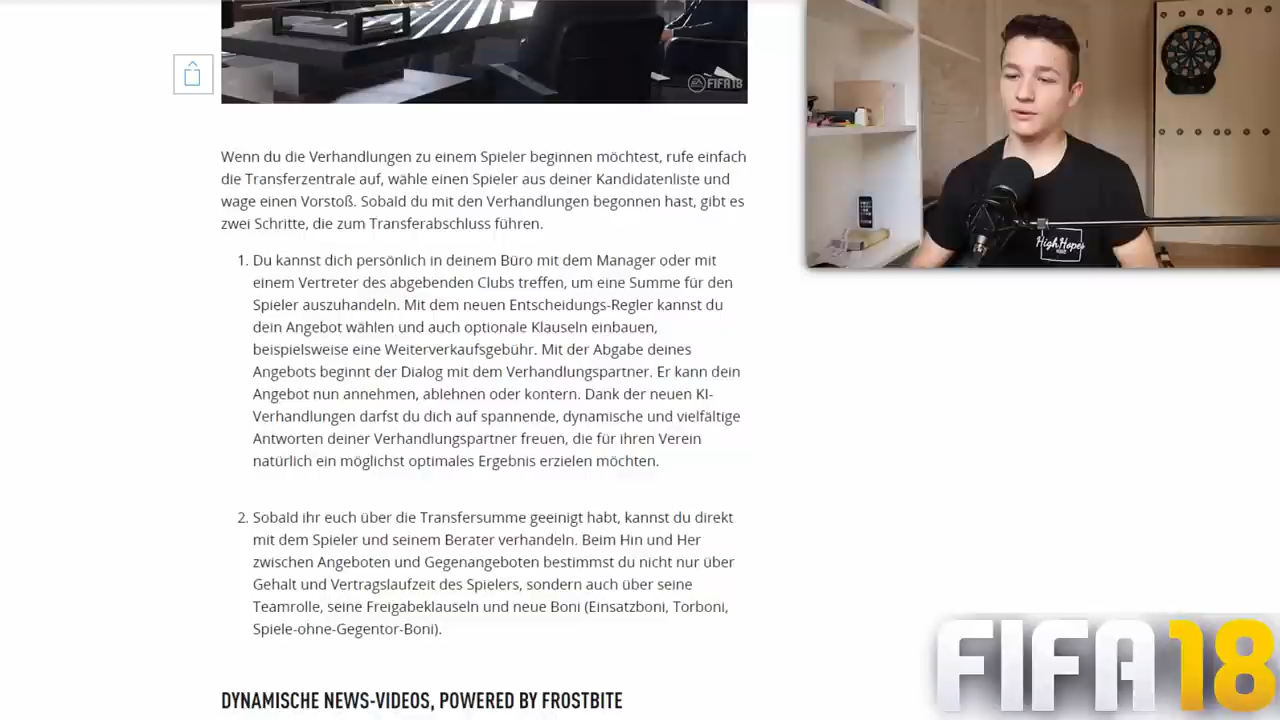 FIFA18
Wenn du die Verhandlungen zu einem Spieler beginnen möchtest, rufe einfach
die Transferzentrale auf, wähle einen Spieler aus deiner Kandidatenliste und
wage einen Vorstoß. Sobald du mit den Verhandlungen begonnen hast, gibt es
zwei Schritte, die zum Transferabschluss führen.
1. Du kannst dich persönlich in deinem Büro mit dem Manager oder mit
einem Vertreter des abgebenden Clubs treffen, um eine Summe für den
Spieler auszuhandeln. Mit dem neuen Entscheidungs-Regler kannst du
dein Angebot wählen und auch optionale Klauseln einbauen,
beispielsweise eine Weiterverkaufsgebühr. Mit der Abgabe deines
Angebots beginnt der Dialog mit dem Verhandlungspartner. Er kann dein
Angebot nun annehmen, ablehnen oder kontern. Dank der neuen KI-
Verhandlungen darfst du dich auf spannende, dynamische und vielfältige
Antworten deiner Verhandlungspartner freuen, die für ihren Verein
natürlich ein möglichst optimales Ergebnis erzielen möchten.
2. Sobald ihr euch über die Transfersumme geeinigt habt, kannst du direkt
mit dem Spieler und seinem Berater verhandeln. Beim Hin und Her
zwischen Angeboten und Gegenangeboten bestimmst du nicht nur über
Gehalt und Vertragslaufzeit des Spielers, sondern auch über seine
Teamrolle, seine Freigabeklauseln und neue Boni (Einsatzboni, Torboni,
Spiele-ohne-Gegentor-Boni).
DYNAMISCHE NEWS-VIDEOS, POWERED BY FROSTBITE
HighHopes
FIFA 18